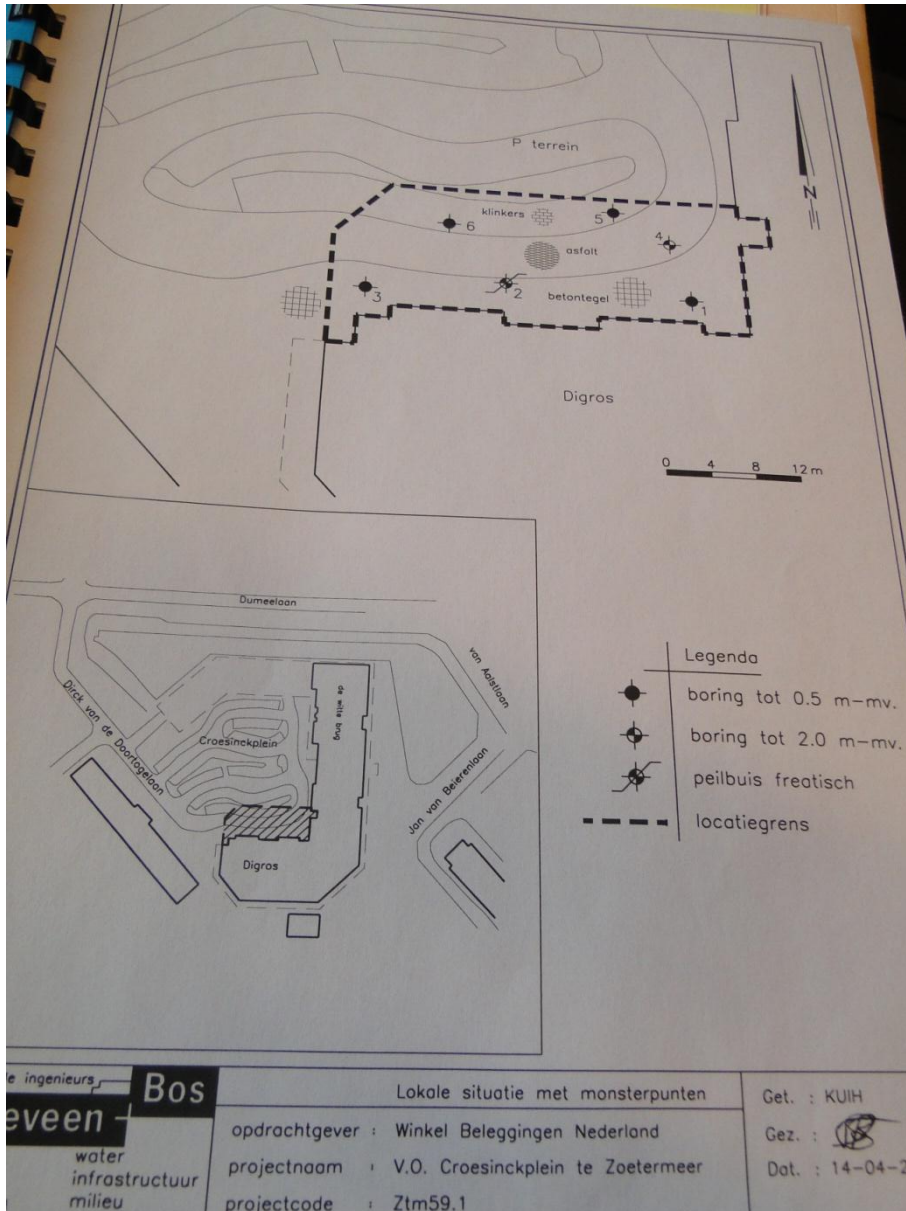 P terrein
N
klinkers
6
5
4
asfalt
3
2
betontegel
1
Digros
0 4 8 12 m
Dumeelaan
van Aalstlaan
Dirck van de Doortogelaan
de witte brug
Croesinckplein
Jan van Beierenlaan
Digros
Legenda
boring tot 0.5 m-mv.
boring tot 2.0 m-mv.
peilbuis freatisch
locatiegrens
e ingenieurs
Bos
eveen
water
infrastructuur
milieu
Lokale situatie met monsterpunten
opdrachtgever : Winkel Beleggingen Nederland
projectnaam : V.O. Croesinckplein te Zoetermeer
projectcode : Ztm59.1
Get. : KUIH
Gez. :
Dat. : 14-04-2